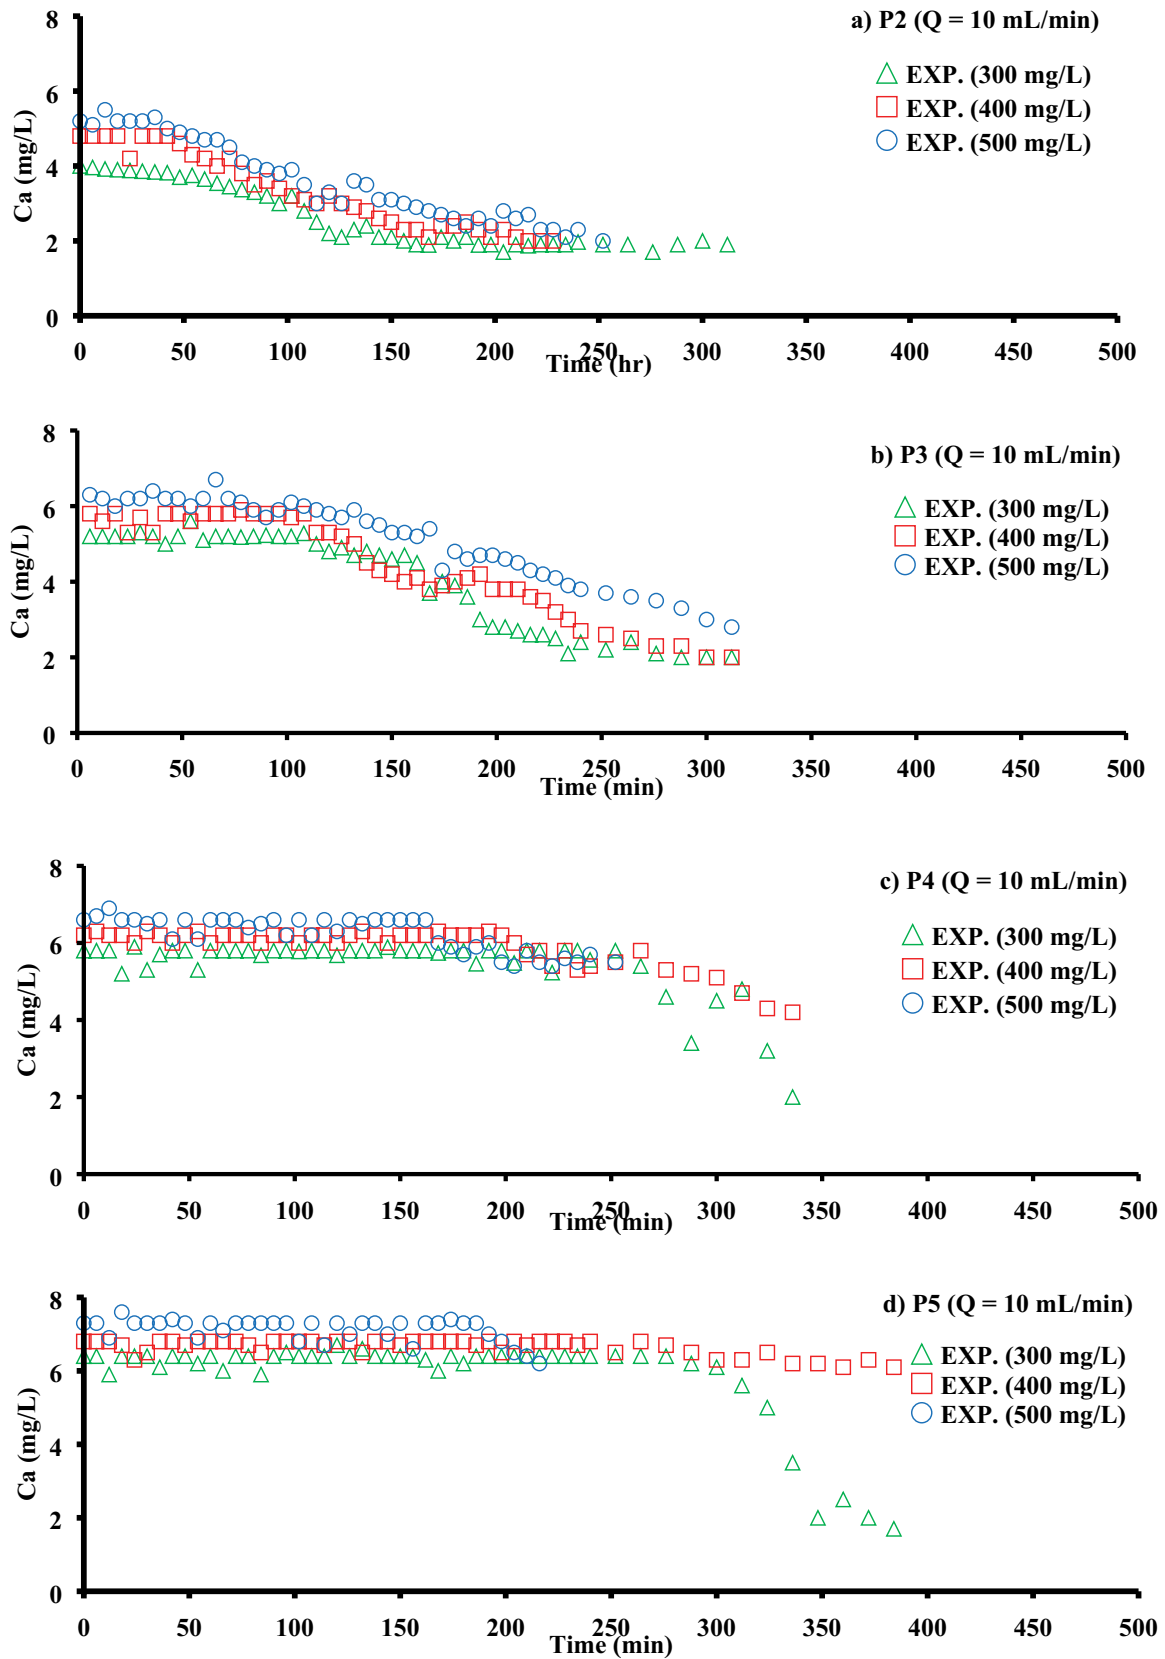 a) P2 (Q = 10 mL/min)
EXP. (300 mg/L)
EXP. (400 mg/L)
EXP. (500 mg/L)
Ca (mg/L)
8
6
4
2
0
0 50 100 150 200 250 300 350 400 450 500
Time (hr)
b) P3 (Q = 10 mL/min)
EXP. (300 mg/L)
EXP. (400 mg/L)
EXP. (500 mg/L)
Ca (mg/L)
8
6
4
2
0
0 50 100 150 200 250 300 350 400 450 500
Time (min)
c) P4 (Q = 10 mL/min)
EXP. (300 mg/L)
EXP. (400 mg/L)
EXP. (500 mg/L)
Ca (mg/L)
8
6
4
2
0
0 50 100 150 200 250 300 350 400 450 500
Time (min)
d) P5 (Q = 10 mL/min)
EXP. (300 mg/L)
EXP. (400 mg/L)
EXP. (500 mg/L)
Ca (mg/L)
8
6
4
2
0
0 50 100 150 200 250 300 350 400 450 500
Time (min)